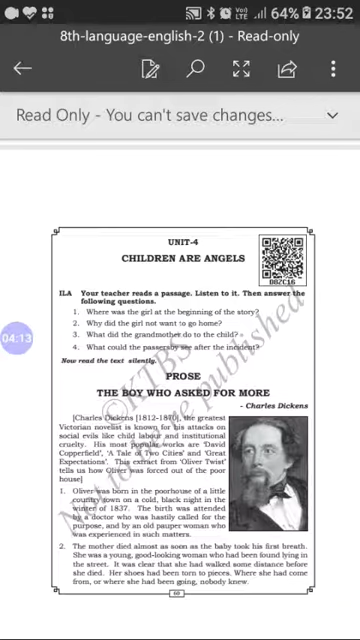 64% 23:52
8th-language-english-2 (1) - Read-only
Read Only - You can't save changes...
UNIT-4
CHILDREN ARE ANGELS
08ZC16
II.A Your teacher reads a passage. Listen to it. Then answer the
following questions.
1. Where was the girl at the beginning of the story?
2. Why did the girl not want to go home?
3. What did the grandmother do to the child?
4. What could the passersby see after the incident?
Now read the text silently.
04:13
PROSE
THE BOY WHO ASKED FOR MORE
- Charles Dickens
[Charles Dickens [1812-1870], the greatest
Victorian novelist is known for his attacks on
social evils like child labour and institutional
cruelty. His most popular works are 'David
Copperfield', 'A Tale of Two Cities' and 'Great
Expectations'. This extract from 'Oliver Twist'
tells us how Oliver was forced out of the poor
house]
1. Oliver was born in the poorhouse of a little
country town on a cold, black night in the
winter of 1837. The birth was attended
by a doctor who was hastily called for the
purpose, and by an old pauper woman who
was experienced in such matters.
2. The mother died almost as soon as the baby took his first breath.
She was a young, good-looking woman who had been found lying in
the street. It was clear that she had walked some distance before
she died. Her shoes had been torn to pieces. Where she had come
from, or where she had been going, nobody knew.
60
©KTBS
Not to be republished